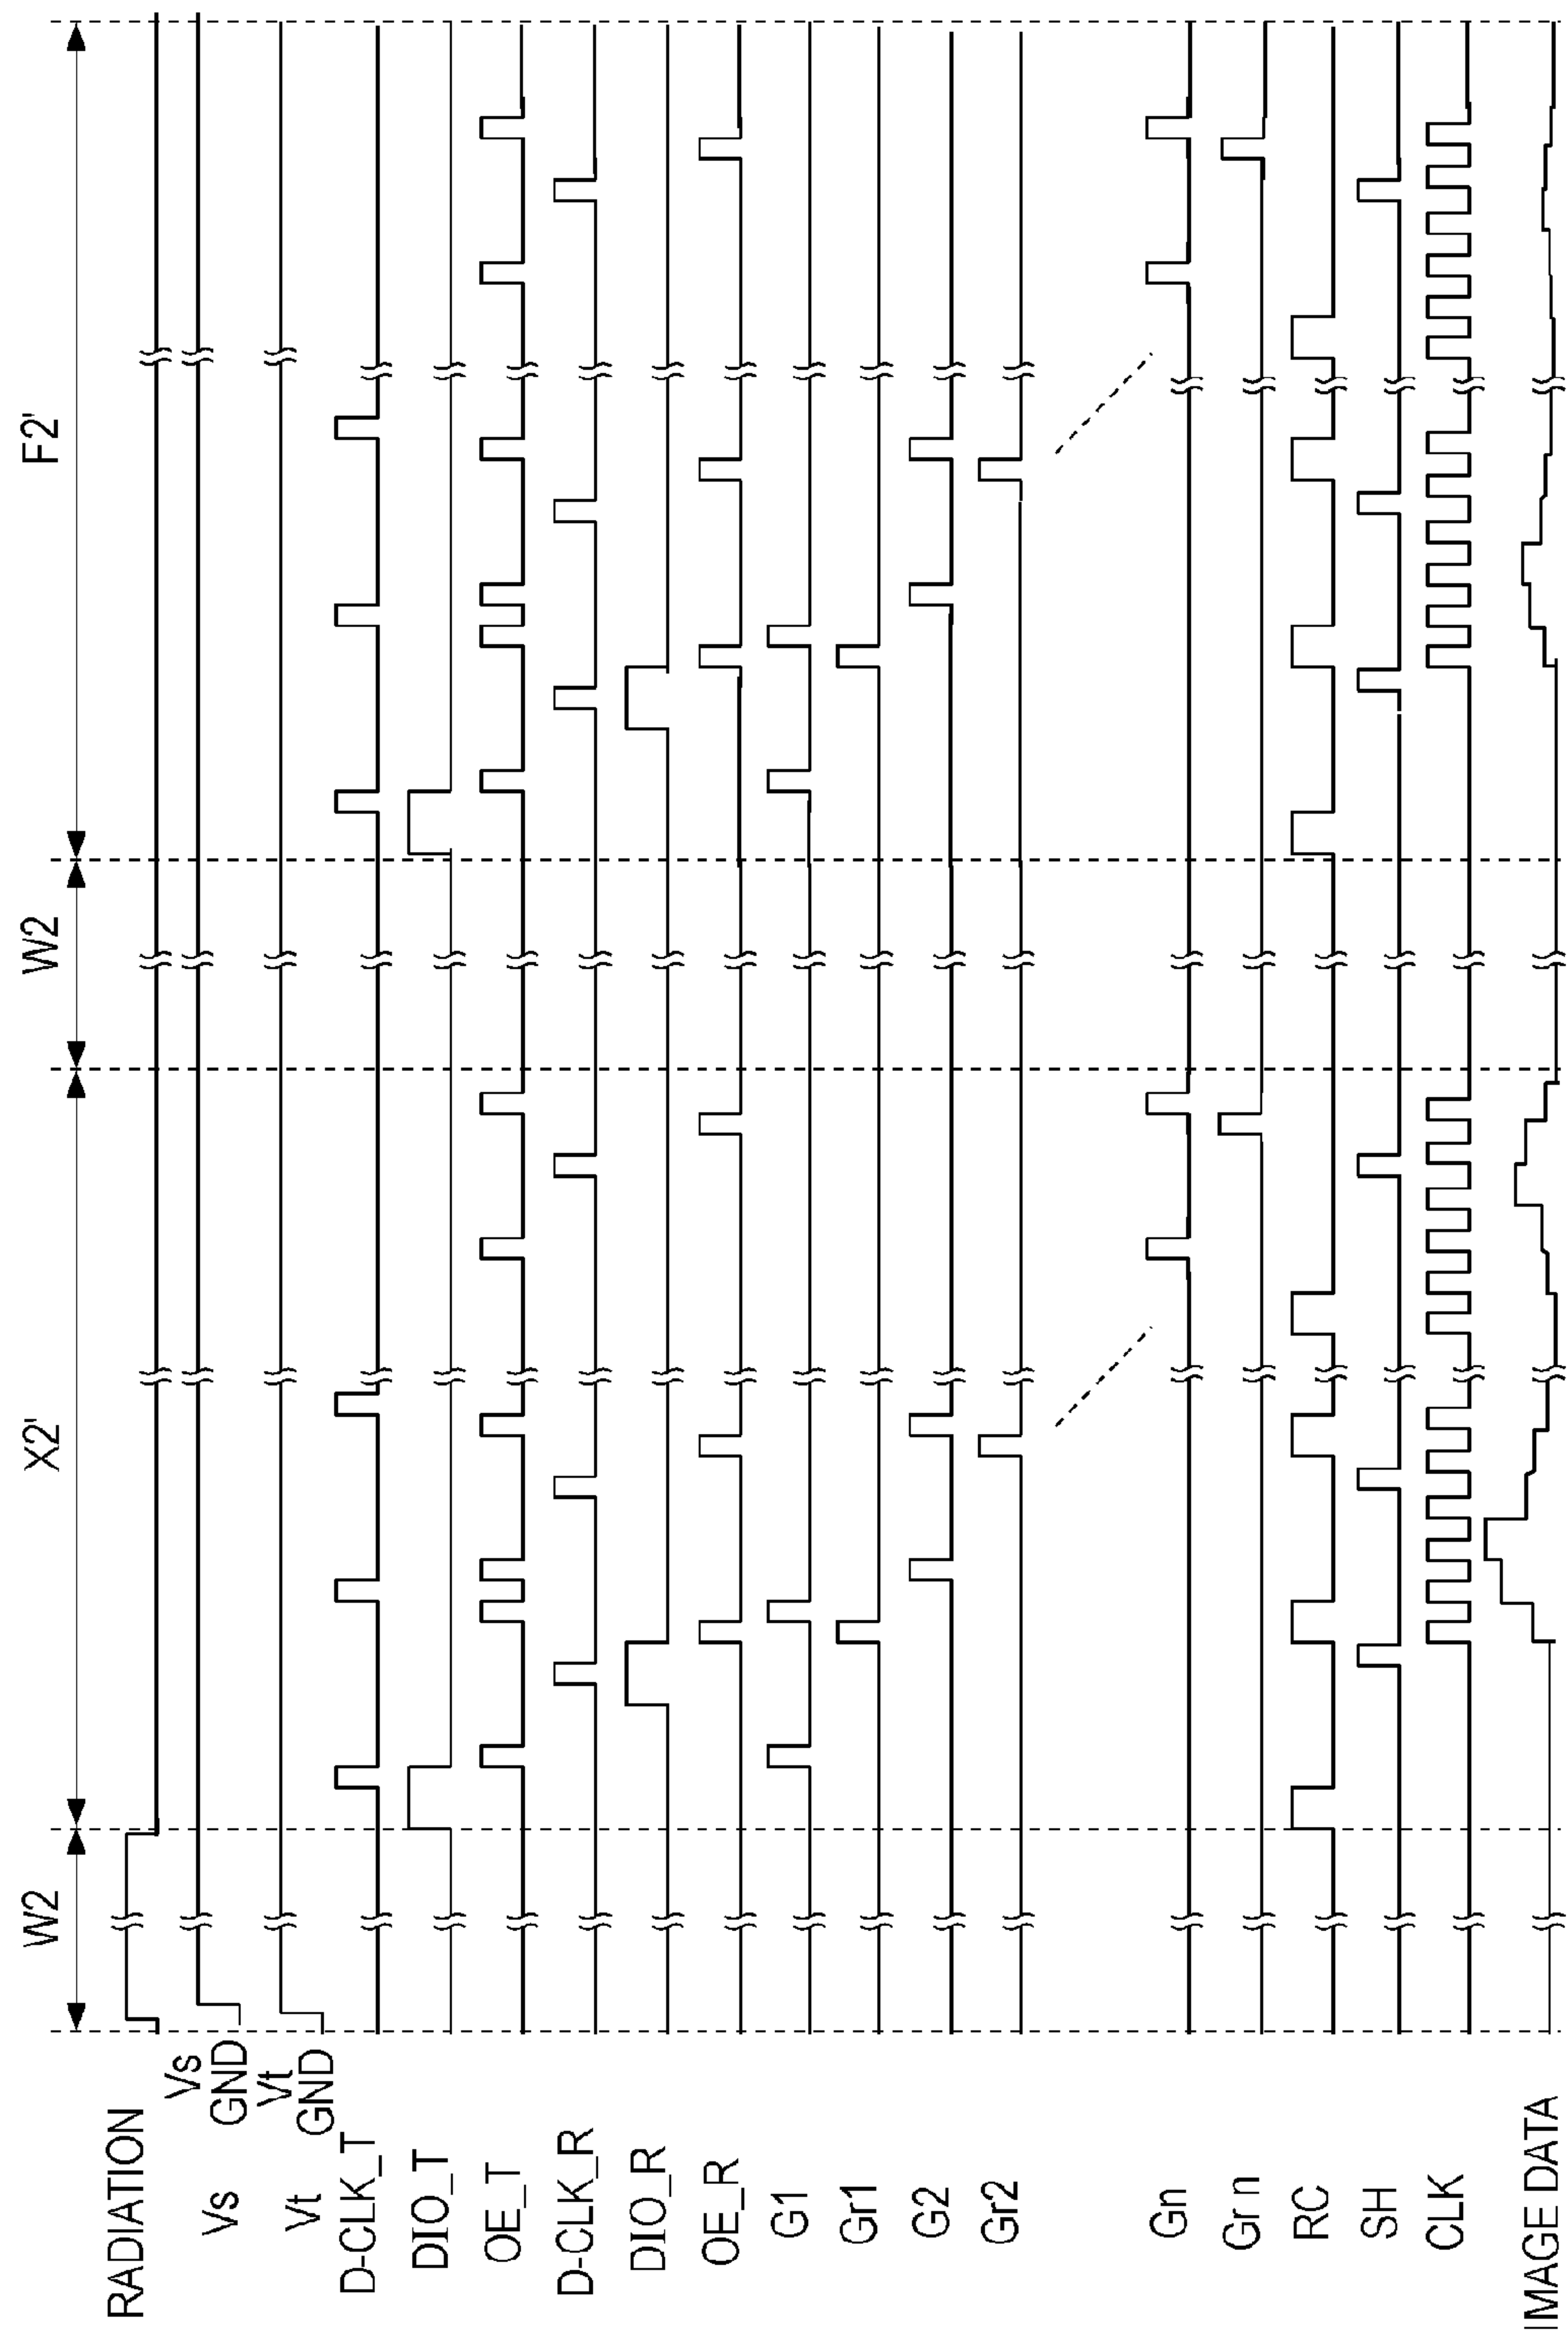 W2 X2' W2 F2'
RADIATION
Vs Vs
GND
Vt Vt
GND
D-CLK_T
DIO_T
OE_T
D-CLK_R
DIO_R
OE_R
G1
Gr1
G2
Gr2
Gn
Gr n
RC
SH
CLK
IMAGE DATA